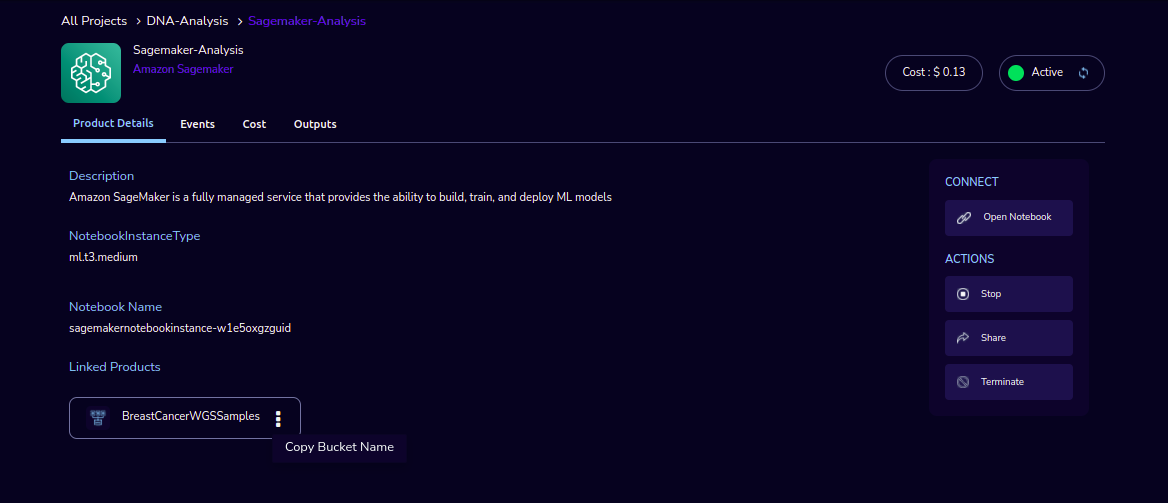 All Projects > DNA-Analysis > Sagemaker-Analysis
Sagemaker-Analysis
Amazon Sagemaker
Cost : $ 0.13
Active
Product Details Events Cost Outputs
Description
Amazon SageMaker is a fully managed service that provides the ability to build, train, and deploy ML models
NotebookInstanceType
ml.t3.medium
Notebook Name
sagemakernotebookinstance-w1e5oxgzguid
Linked Products
BreastCancerWGSSamples
Copy Bucket Name
CONNECT
Open Notebook
ACTIONS
Stop
Share
Terminate